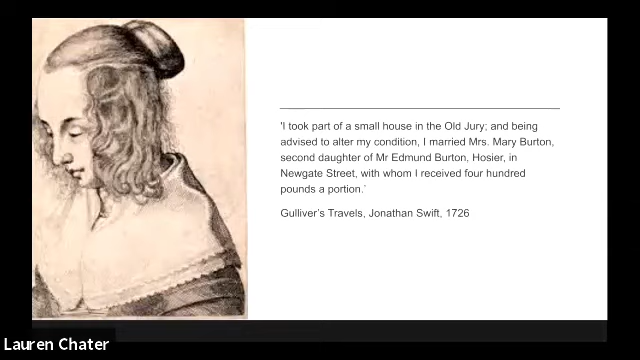 'I took part of a small house in the Old Jury; and being
advised to alter my condition, I married Mrs. Mary Burton,
second daughter of Mr Edmund Burton, Hosier, in
Newgate Street, with whom I received four hundred
pounds a portion.'
Gulliver's Travels, Jonathan Swift, 1726
Lauren Chater